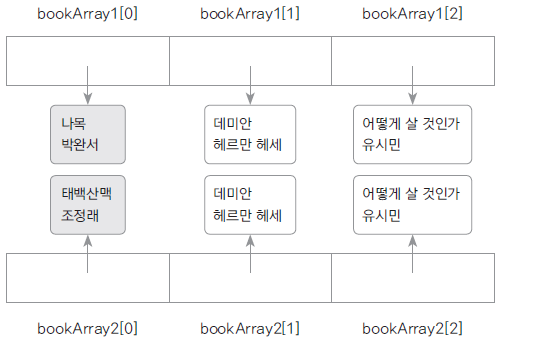 bookArray1[0] bookArray1[1] bookArray1[2]
나목
박완서
데미안
헤르만 헤세
어떻게 살 것인가
유시민
태백산맥
조정래
데미안
헤르만 헤세
어떻게 살 것인가
유시민
bookArray2[0] bookArray2[1] bookArray2[2]